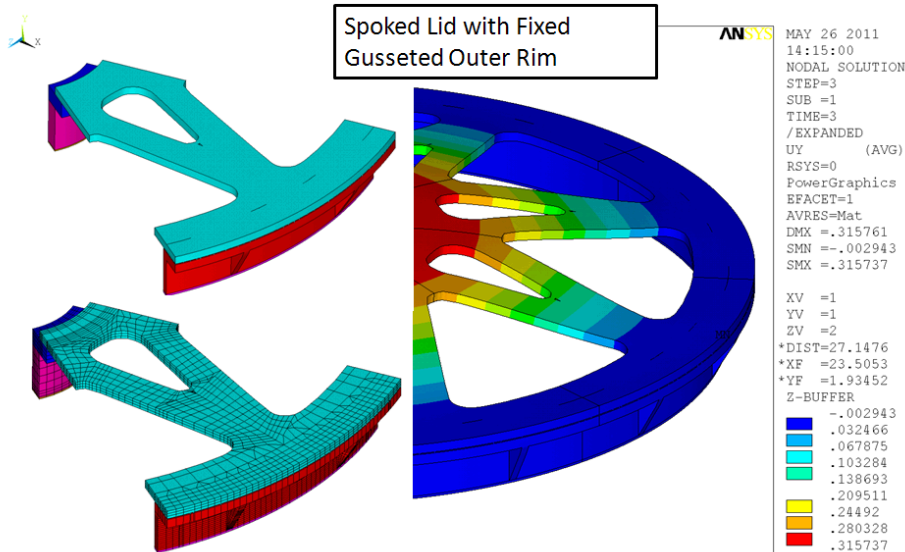 Spoked Lid with Fixed
Gusseted Outer Rim
Y
Z
X
ANSYS
MAY 26 2011
14:15:00
NODAL SOLUTION
STEP=3
SUB =1
TIME=3
/EXPANDED
UY (AVG)
RSYS=0
PowerGraphics
EFACET=1
AVRES=Mat
DMX =.315761
SMN =-.002943
SMX =.315737
XV =1
YV =1
ZV =2
*DIST=27.1476
*XF =23.5053
*YF =1.93452
Z-BUFFER
-.002943
.032466
.067875
.103284
.138693
.209511
.24492
.280328
.315737